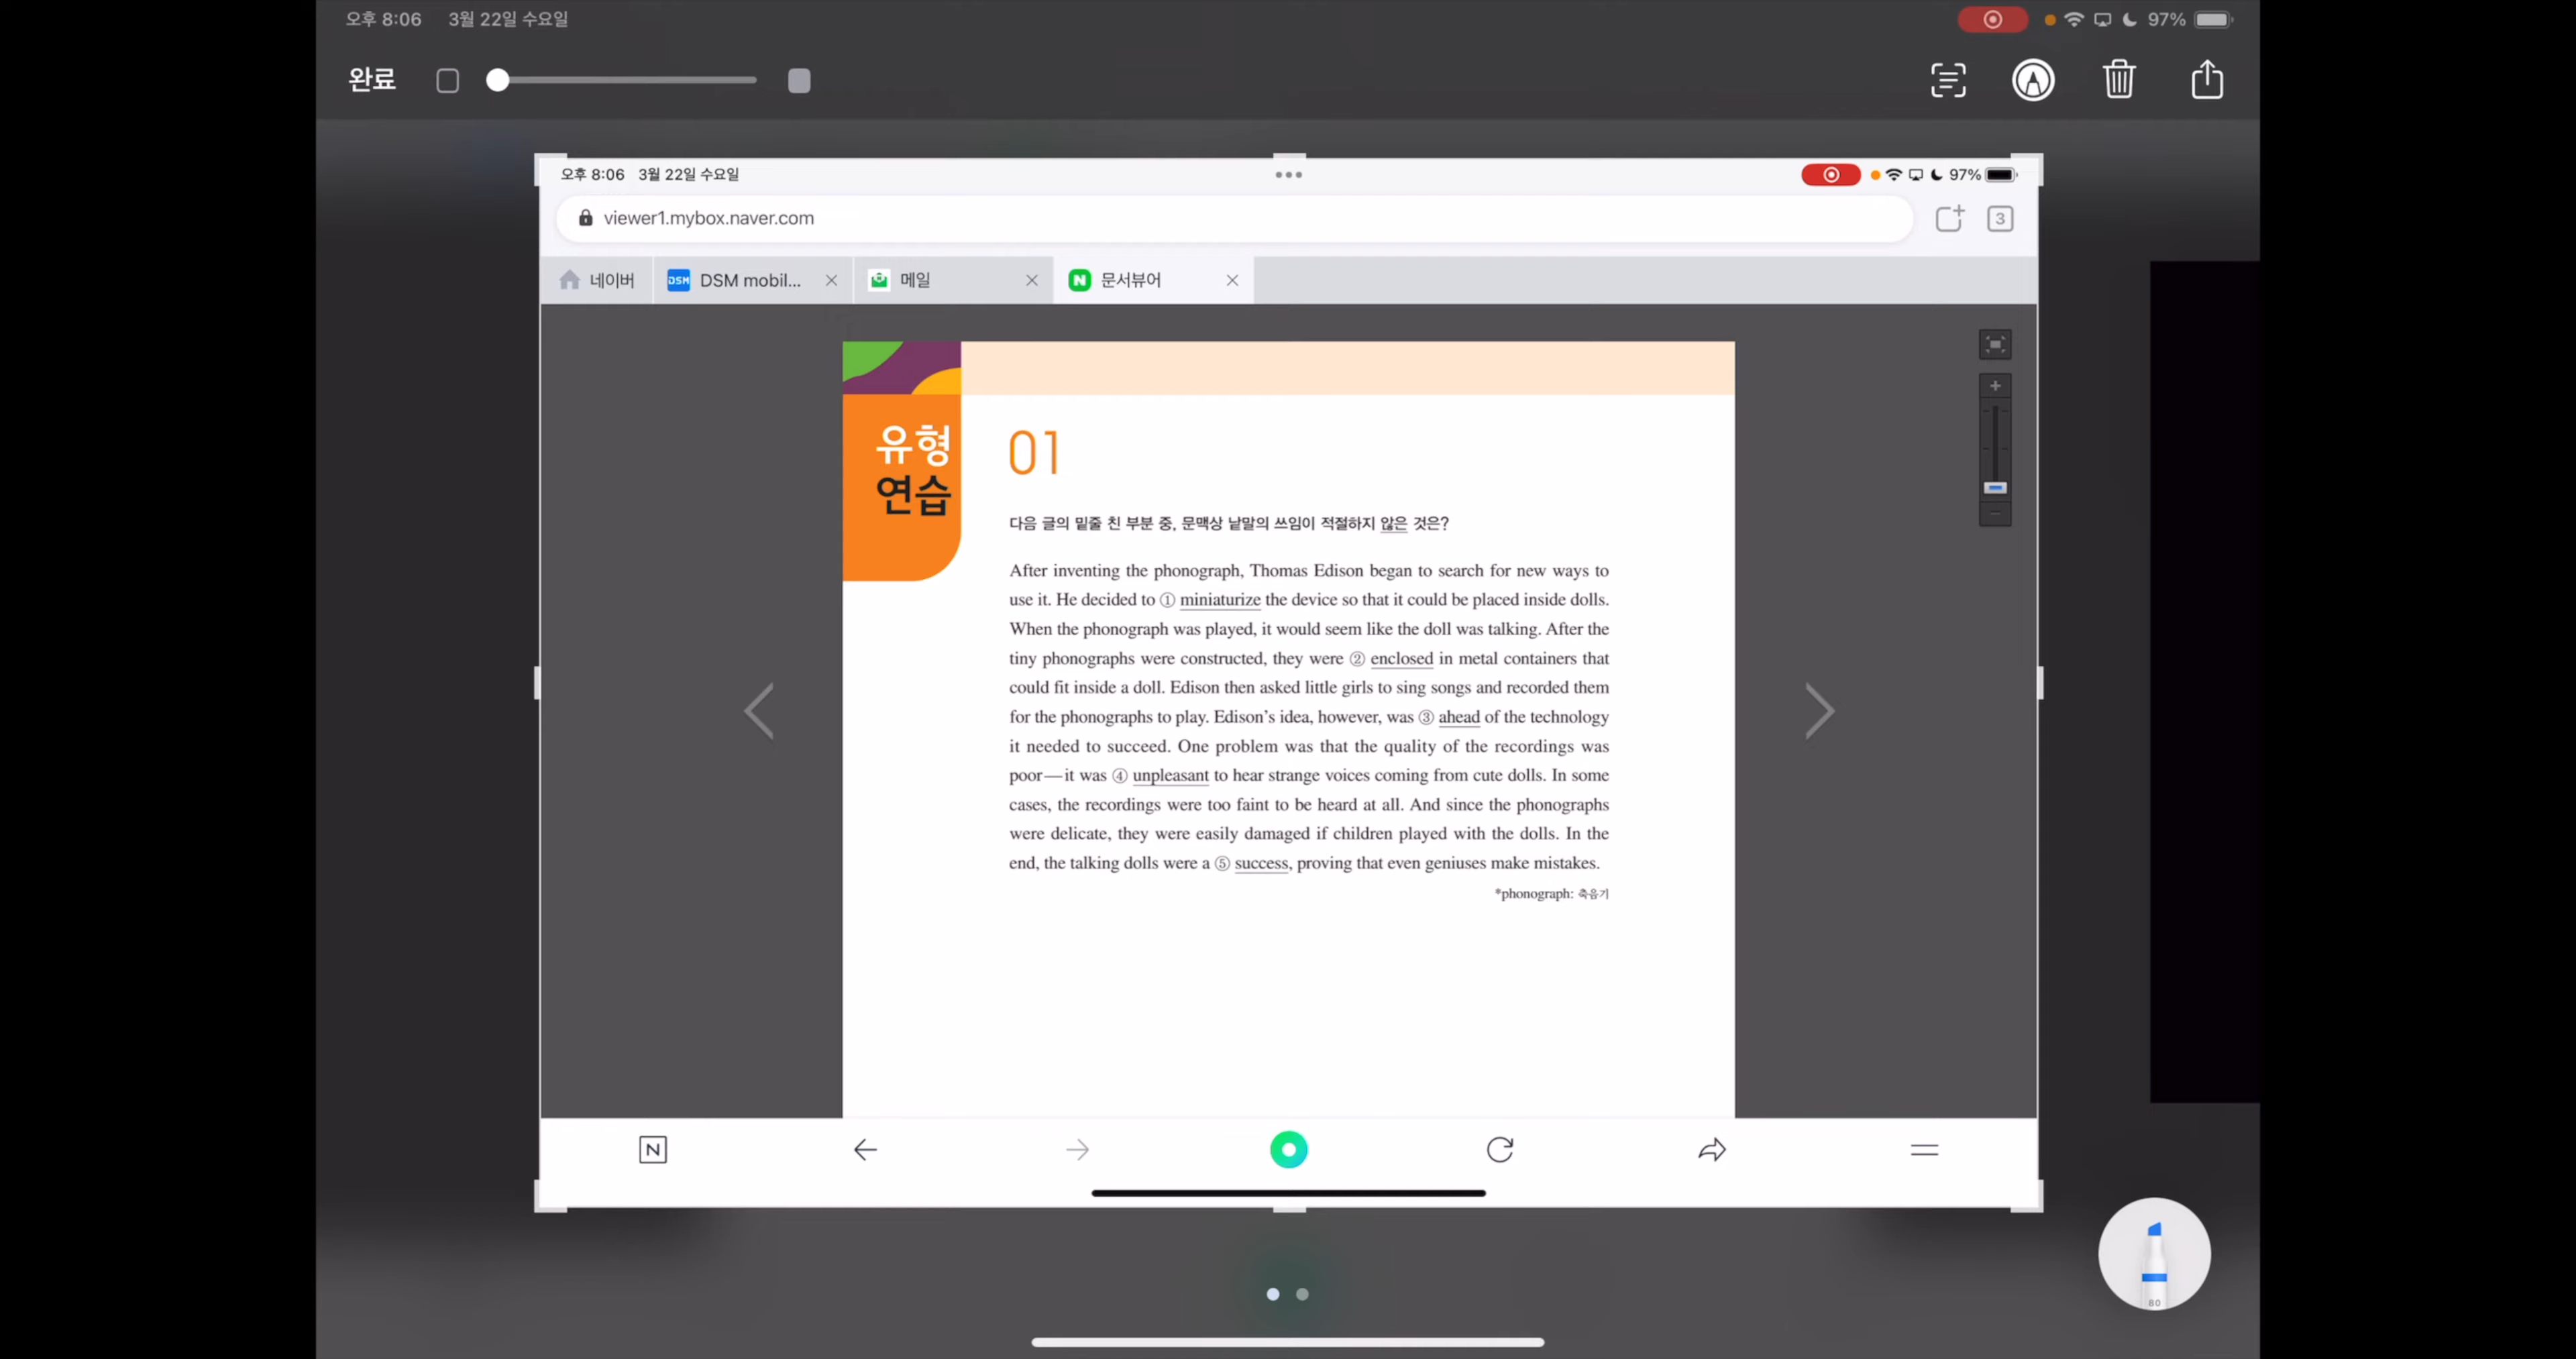 오후 8:06 3월 22일 수요일
97%
완료
오후 8:06 3월 22일 수요일
97%
viewer1.mybox.naver.com
3
네이버
DSM DSM mobil...
메일
N 문서뷰어
유형
연습
01
다음 글의 밑줄 친 부분 중, 문맥상 낱말의 쓰임이 적절하지 않은 것은?
After inventing the phonograph, Thomas Edison began to search for new ways to
use it. He decided to ① miniaturize the device so that it could be placed inside dolls.
When the phonograph was played, it would seem like the doll was talking. After the
tiny phonographs were constructed, they were ② enclosed in metal containers that
could fit inside a doll. Edison then asked little girls to sing songs and recorded them
for the phonographs to play. Edison's idea, however, was ③ ahead of the technology
it needed to succeed. One problem was that the quality of the recordings was
poor—it was ④ unpleasant to hear strange voices coming from cute dolls. In some
cases, the recordings were too faint to be heard at all. And since the phonographs
were delicate, they were easily damaged if children played with the dolls. In the
end, the talking dolls were a ⑤ success, proving that even geniuses make mistakes.
*phonograph: 축음기
N
80